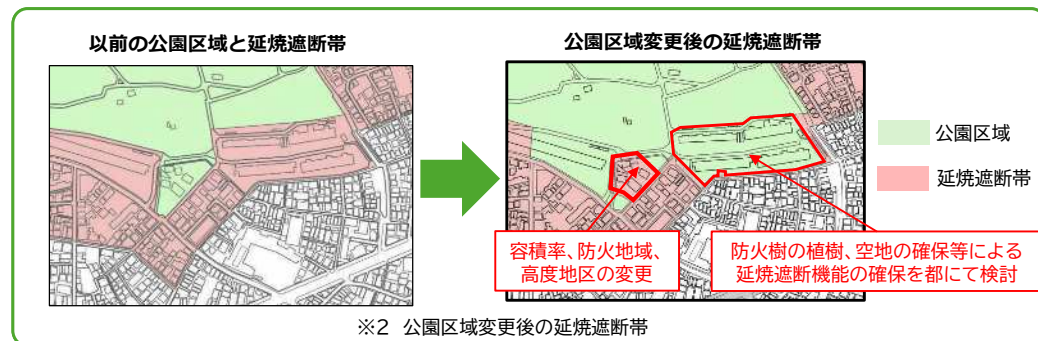 以前の公園区域と延焼遮断帯
公園区域変更後の延焼遮断帯
公園区域
延焼遮断帯
容積率、防火地域、
高度地区の変更
防火樹の植樹、空地の確保等による
延焼遮断機能の確保を都にて検討
※2 公園区域変更後の延焼遮断帯